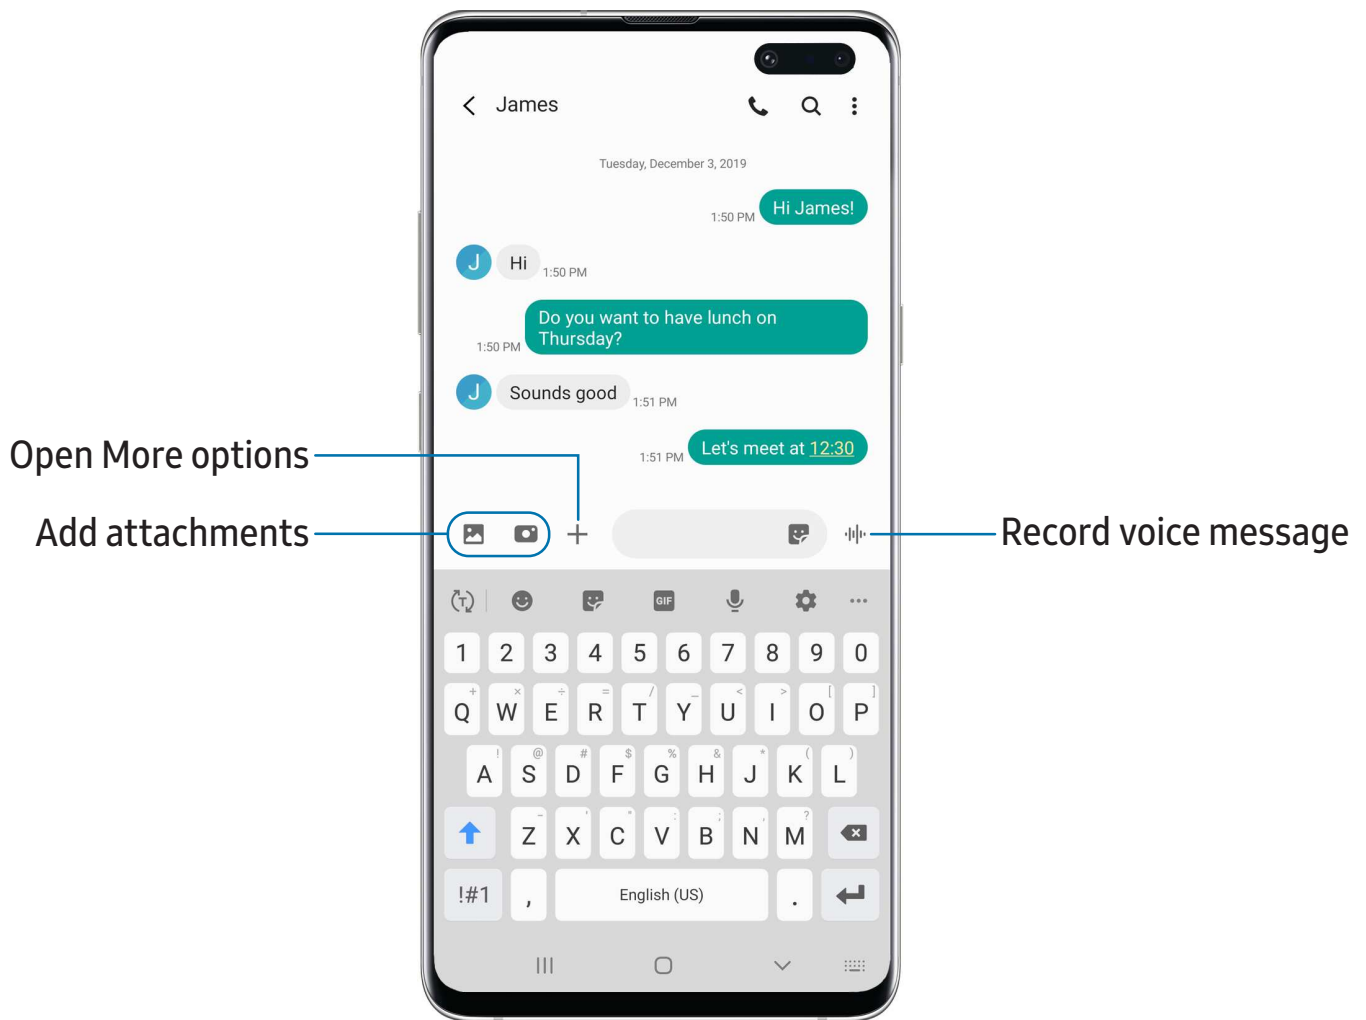 James
Tuesday, December 3, 2019
Hi James!
1:50 PM
J
Hi
1:50 PM
Do you want to have lunch on
Thursday?
1:50 PM
J
Sounds good
1:51 PM
Let's meet at 12:30
1:51 PM
Open More options
Add attachments
Record voice message
T
GIF
1 2 3 4 5 6 7 8 9 0
+ × ÷ = / _ < > [ ]
Q W E R T Y U I O P
! @ # $ % & * ( )
A S D F G H J K L
- ' " : ; , ?
Z X C V B N M
!#1 , English (US) .